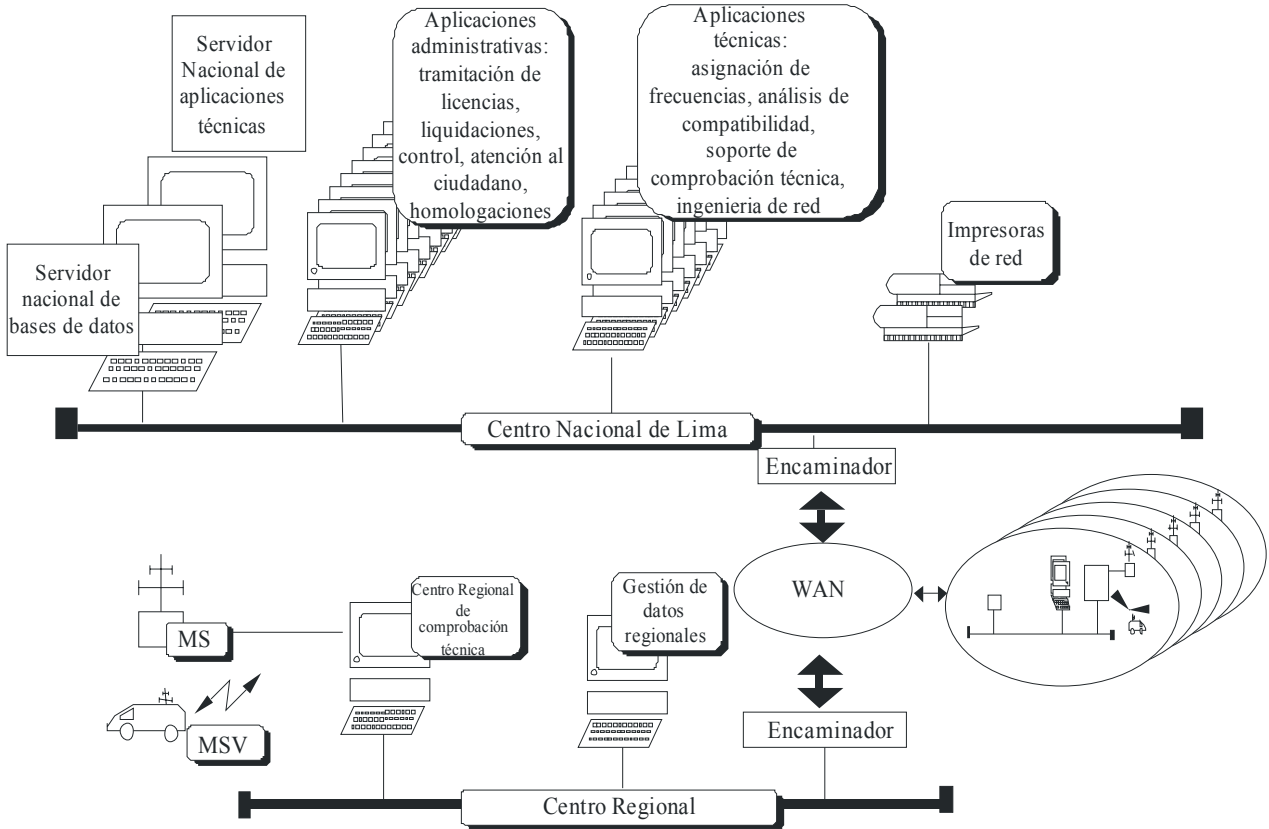 Servidor
Nacional de
aplicaciones
técnicas
Aplicaciones
administrativas:
tramitación de
licencias,
liquidaciones,
control, atención al
ciudadano,
homologaciones
Aplicaciones
técnicas:
asignación de
frecuencias, análisis de
compatibilidad,
soporte de
comprobación técnica,
ingenieria de red
Impresoras
de red
Servidor
nacional de
bases de datos
Centro Nacional de Lima
Encaminador
WAN
Centro Regional
de
comprobación
técnica
Gestión de
datos
regionales
MS
MSV
Encaminador
Centro Regional